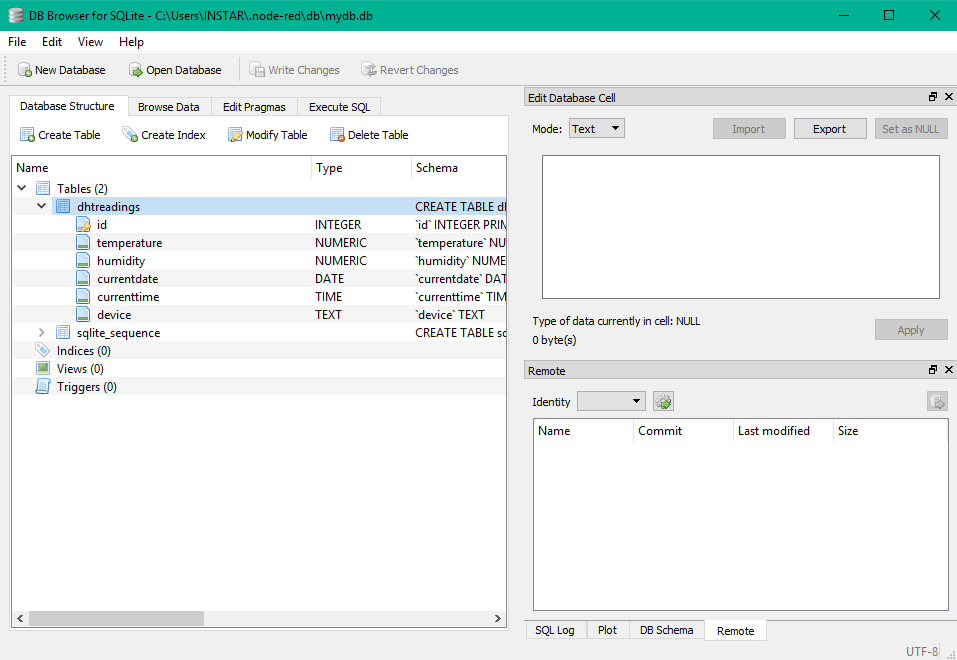 DB Browser for SQLite - C:\Users\INSTAR\.node-red\db\mydb.db
File Edit View Help
New Database Open Database Write Changes Revert Changes
Database Structure Browse Data Edit Pragmas Execute SQL
Create Table Create Index Modify Table Delete Table
Name Type Schema
Tables (2)
dhtreadings CREATE TABLE dh
id INTEGER `id` INTEGER PRIM
temperature NUMERIC `temperature` NU
humidity NUMERIC `humidity` NUME
currentdate DATE `currentdate` DAT
currenttime TIME `currenttime` TIM
device TEXT `device` TEXT
sqlite_sequence CREATE TABLE sq
Indices (0)
Views (0)
Triggers (0)
Edit Database Cell
Mode: Text Import Export Set as NULL
Type of data currently in cell: NULL
0 byte(s)
Apply
Remote
Identity
Name Commit Last modified Size
SQL Log Plot DB Schema Remote
UTF-8